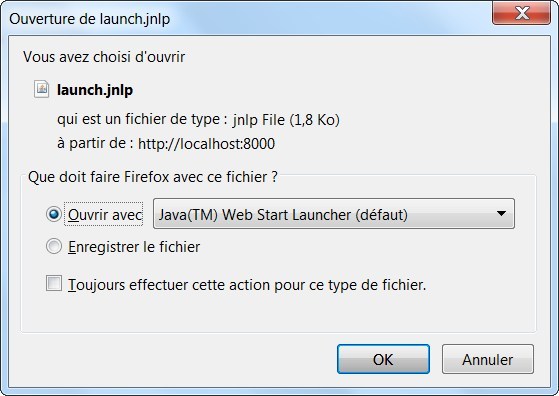 Ouverture de launch.jnlp
Vous avez choisi d'ouvrir
launch.jnlp
qui est un fichier de type : jnlp File (1,8 Ko)
à partir de : http://localhost:8000
Que doit faire Firefox avec ce fichier ?
Ouvrir avec Java(TM) Web Start Launcher (défaut)
Enregistrer le fichier
Toujours effectuer cette action pour ce type de fichier.
OK Annuler